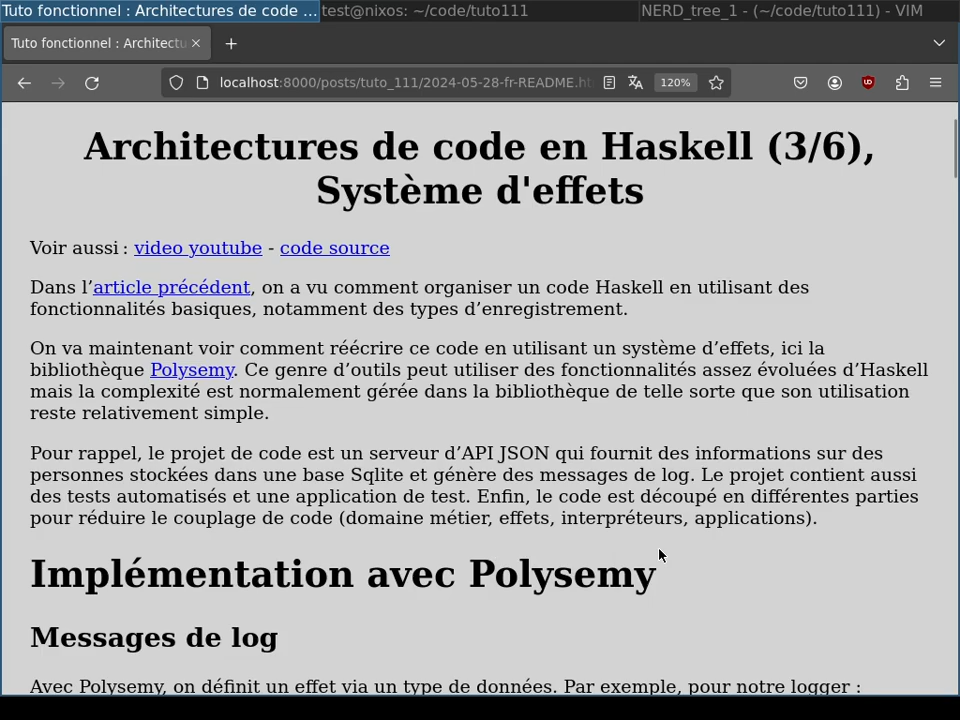 Tuto fonctionnel : Architectures de code ... test@nixos: ~/code/tuto111 NERD_tree_1 - (~/code/tuto111) - VIM
Tuto fonctionnel : Architectu
localhost:8000/posts/tuto_111/2024-05-28-fr-README.ht 120%
Architectures de code en Haskell (3/6),
Système d'effets
Voir aussi : video youtube - code source
Dans l’article précédent, on a vu comment organiser un code Haskell en utilisant des
fonctionnalités basiques, notamment des types d’enregistrement.
On va maintenant voir comment réécrire ce code en utilisant un système d’effets, ici la
bibliothèque Polysemy. Ce genre d’outils peut utiliser des fonctionnalités assez évoluées d’Haskell
mais la complexité est normalement gérée dans la bibliothèque de telle sorte que son utilisation
reste relativement simple.
Pour rappel, le projet de code est un serveur d’API JSON qui fournit des informations sur des
personnes stockées dans une base Sqlite et génère des messages de log. Le projet contient aussi
des tests automatisés et une application de test. Enfin, le code est découpé en différentes parties
pour réduire le couplage de code (domaine métier, effets, interpréteurs, applications).
Implémentation avec Polysemy
Messages de log
Avec Polysemy, on définit un effet via un type de données. Par exemple, pour notre logger :